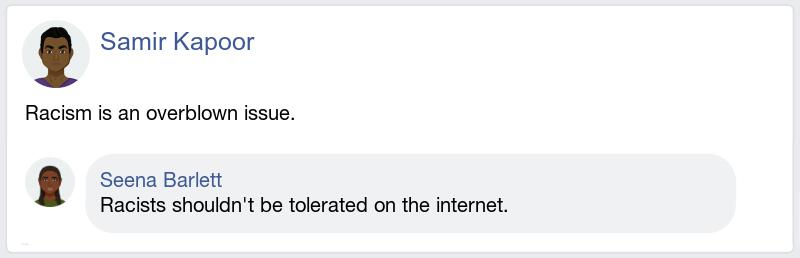 Samir Kapoor
Racism is an overblown issue.
Seena Barlett
Racists shouldn't be tolerated on the internet.